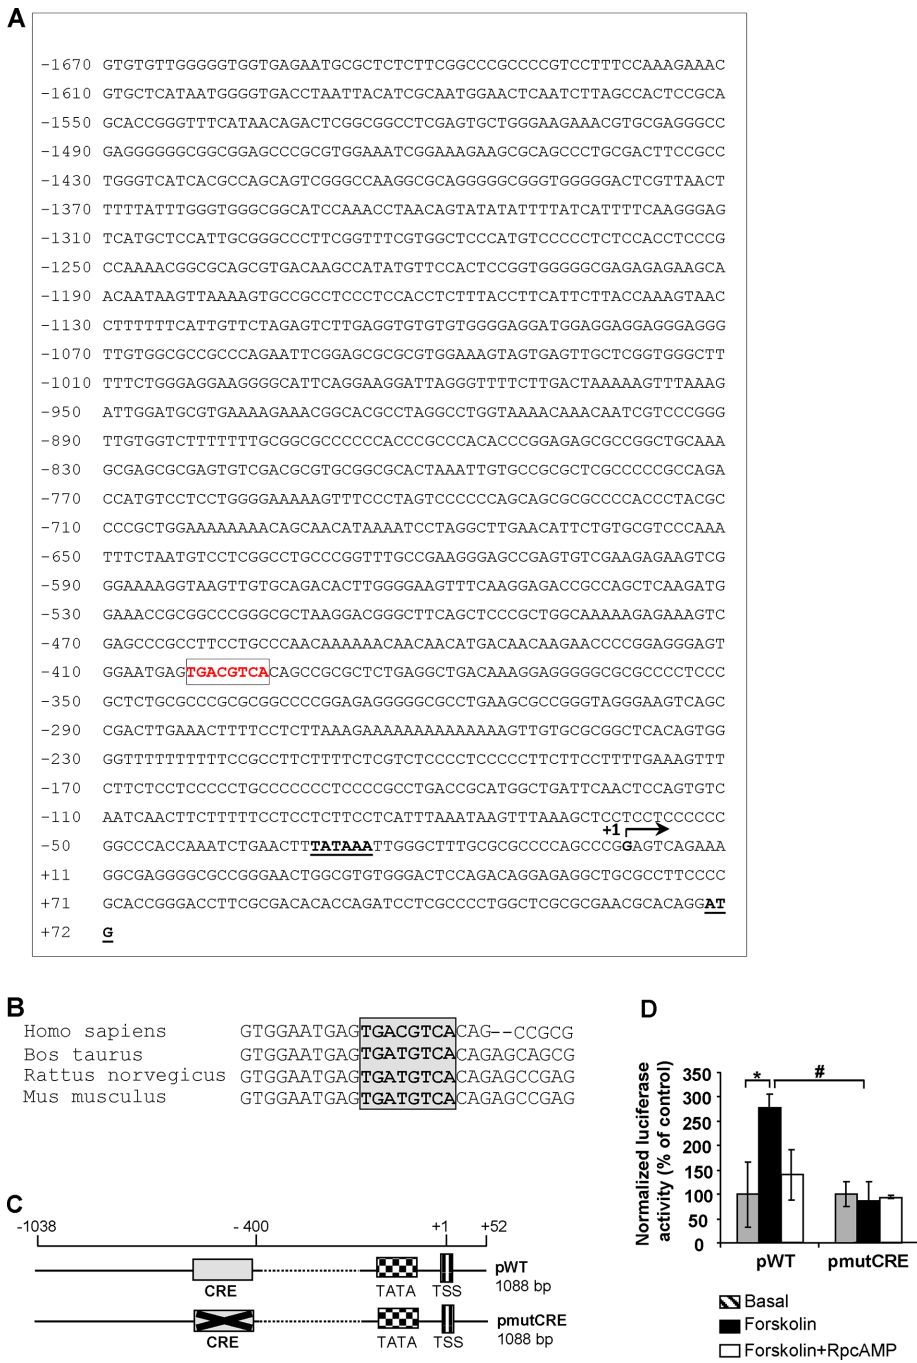 A
-1670 GTGTGTTGGGGGTGGTGAGAATGCGCTCTCTTCGGCCCGCCCCGTCCTTTCCAAAGAAAC
-1610 GTGCTCATAATGGGGTGACCTAATTACATCGCAATGGAACTCAATCTTAGCCACTCCGCA
-1550 GCACCGGGTTTCATAACAGACTCGGCGGCCTCGAGTGCTGGGAAGAAACGTGCGAGGGCC
-1490 GAGGGGGGCGGCGGAGCCCGCGTGGAAATCGGAAAGAAGCGCAGCCCTGCGACTTCCGCC
-1430 TGGGTCATCACGCCAGCAGTCGGGCCAAGGCGCAGGGGGCGGGTGGGGGACTCGTTAACT
-1370 TTTTATTTGGGTGGGCGGCATCCAAACCTAACAGTATATATTTTATCATTTTCAAGGGAG
-1310 TCATGCTCCATTGCGGGCCCTTCGGTTTCGTGGCTCCCATGTCCCCCTCTCCACCTCCCG
-1250 CCAAAACGGCGCAGCGTGACAAGCCATATGTTCCACTCCGGTGGGGGCGAGAGAGAAGCA
-1190 ACAATAAGTTAAAAGTGCCGCCTCCCTCCACCTCTTTACCTTCATTCTTACCAAAGTAAC
-1130 CTTTTTTCATTGTTCTAGAGTCTTGAGGTGTGTGTGGGGAGGATGGAGGAGGAGGGAGGG
-1070 TTGTGGCGCCGCCCAGAATTCGGAGCGCGCGTGGAAAGTAGTGAGTTGCTCGGTGGGCTT
-1010 TTTCTGGGAGGAAGGGGCATTCAGGAAGGATTAGGGTTTTCTTGACTAAAAAGTTTAAAG
-950 ATTGGATGCGTGAAAAGAAACGGCACGCCTAGGCCTGGTAAAACAAACAATCGTCCCGGG
-890 TTGTGGTCTTTTTTTGCGGCGCCCCCCACCCGCCCACACCCGGAGAGCGCCGGCTGCAAA
-830 GCGAGCGCGAGTGTCGACGCGTGCGGCGCACTAAATTGTGCCGCGCTCGCCCCCGCCAGA
-770 CCATGTCCTCCTGGGGAAAAAGTTTCCCTAGTCCCCCCAGCAGCGCGCCCCACCCTACGC
-710 CCCGCTGGAAAAAAAAACAGCAACATAAAATCCTAGGCTTGAACATTCTGTGCGTCCCAAA
-650 TTTCTAATGTCCTCGGCCTGCCCGGTTTGCCGAAGGGAGCCGAGTGTCGAAGAGAAGTCG
-590 GGAAAAGGTAAGTTGTGCAGACACTTGGGGAAGTTTCAAGGAGACCGCCAGCTCAAGATG
-530 GAAACCGCGGCCCGGGCGCTAAGGACGGGCTTCAGCTCCCGCTGGCAAAAAGAGAAAGTC
-470 GAGCCCGCCTTCCTGCCCAACAAAAAACAACAACATGACAACAAGAACCCCGGAGGGAGT
-410 GGAATGAGTGACGTCACAGCCGCGCTCTGAGGCTGACAAAGGAGGGGGCGCGCCCCTCCC
-350 GCTCTGCGCCCGCGCGGCCCCGGAGAGGGGGCGCCTGAAGCGCCGGGTAGGGAAGTCAGC
-290 CGACTTGAAACTTTTCCTCTTAAAGAAAAAAAAAAAAAAAAGTTGTGCGCGGCTCACAGTGG
-230 GGTTTTTTTTTTCCGCCTTCTTTTCTCGTCTCCCCTCCCCCTTCTTCCTTTTGAAAGTTT
-170 CTTCTCCTCCCCCTGCCCCCCCTCCCCGCCTGACCGCATGGCTGATTCAACTCCAGTGTC
-110 AATCAACTTCTTTTTCCTCCTCTTCCTCATTTAAATAAGTTTAAAGCTCCTCCTCCCCCC
+1
-50 GGCCCACCAAATCTGAACTTTATAAATTGGGCTTTGCGCGCCCCAGCCCGGAGTCAGAAA
+11 GGCGAGGGGCGCCGGGAACTGGCGTGTGGGACTCCAGACAGGAGAGGCTGCGCCTTCCCC
+71 GCACCGGGACCTTCGCGACACACCAGATCCTCGCCCCTGGCTCGCGCGAACGCACAGGAT
+72 G
B
Homo sapiens GTGGAATGAGTGACGTCACAG--CCGCG
Bos taurus GTGGAATGAGTGATGTCACAGAGCAGCG
Rattus norvegicus GTGGAATGAGTGATGTCACAGAGCCGAG
Mus musculus GTGGAATGAGTGATGTCACAGAGCCGAG
C
-1038 - 400 +1 +52
CRE TATA TSS pWT 1088 bp
CRE TATA TSS pmutCRE 1088 bp
D
Normalized luciferase activity (% of control)
350
300
250
200
150
100
50
0
* #
pWT pmutCRE
Basal
Forskolin
Forskolin+RpcAMP